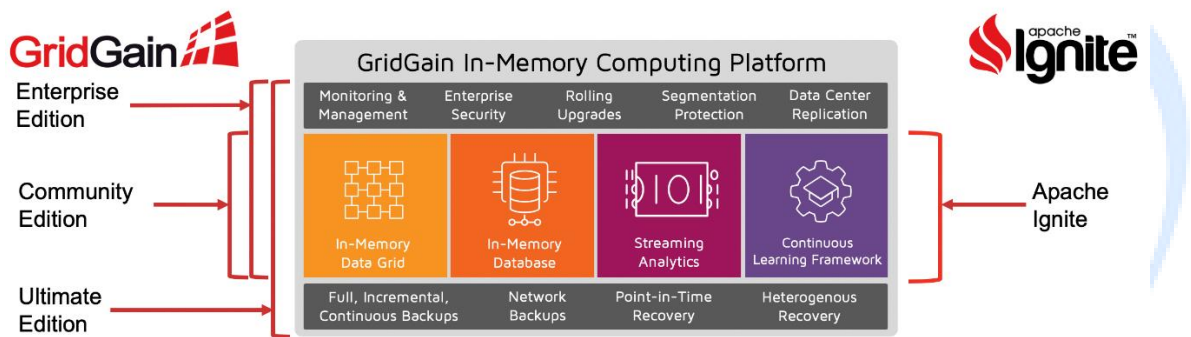 GridGain
apache
Ignite™
GridGain In-Memory Computing Platform
Enterprise
Edition
Monitoring &
Management
Enterprise
Security
Rolling
Upgrades
Segmentation
Protection
Data Center
Replication
Community
Edition
In-Memory
Data Grid
In-Memory
Database
Streaming
Analytics
Continuous
Learning Framework
Apache
Ignite
Ultimate
Edition
Full, Incremental,
Continuous Backups
Network
Backups
Point-in-Time
Recovery
Heterogenous
Recovery